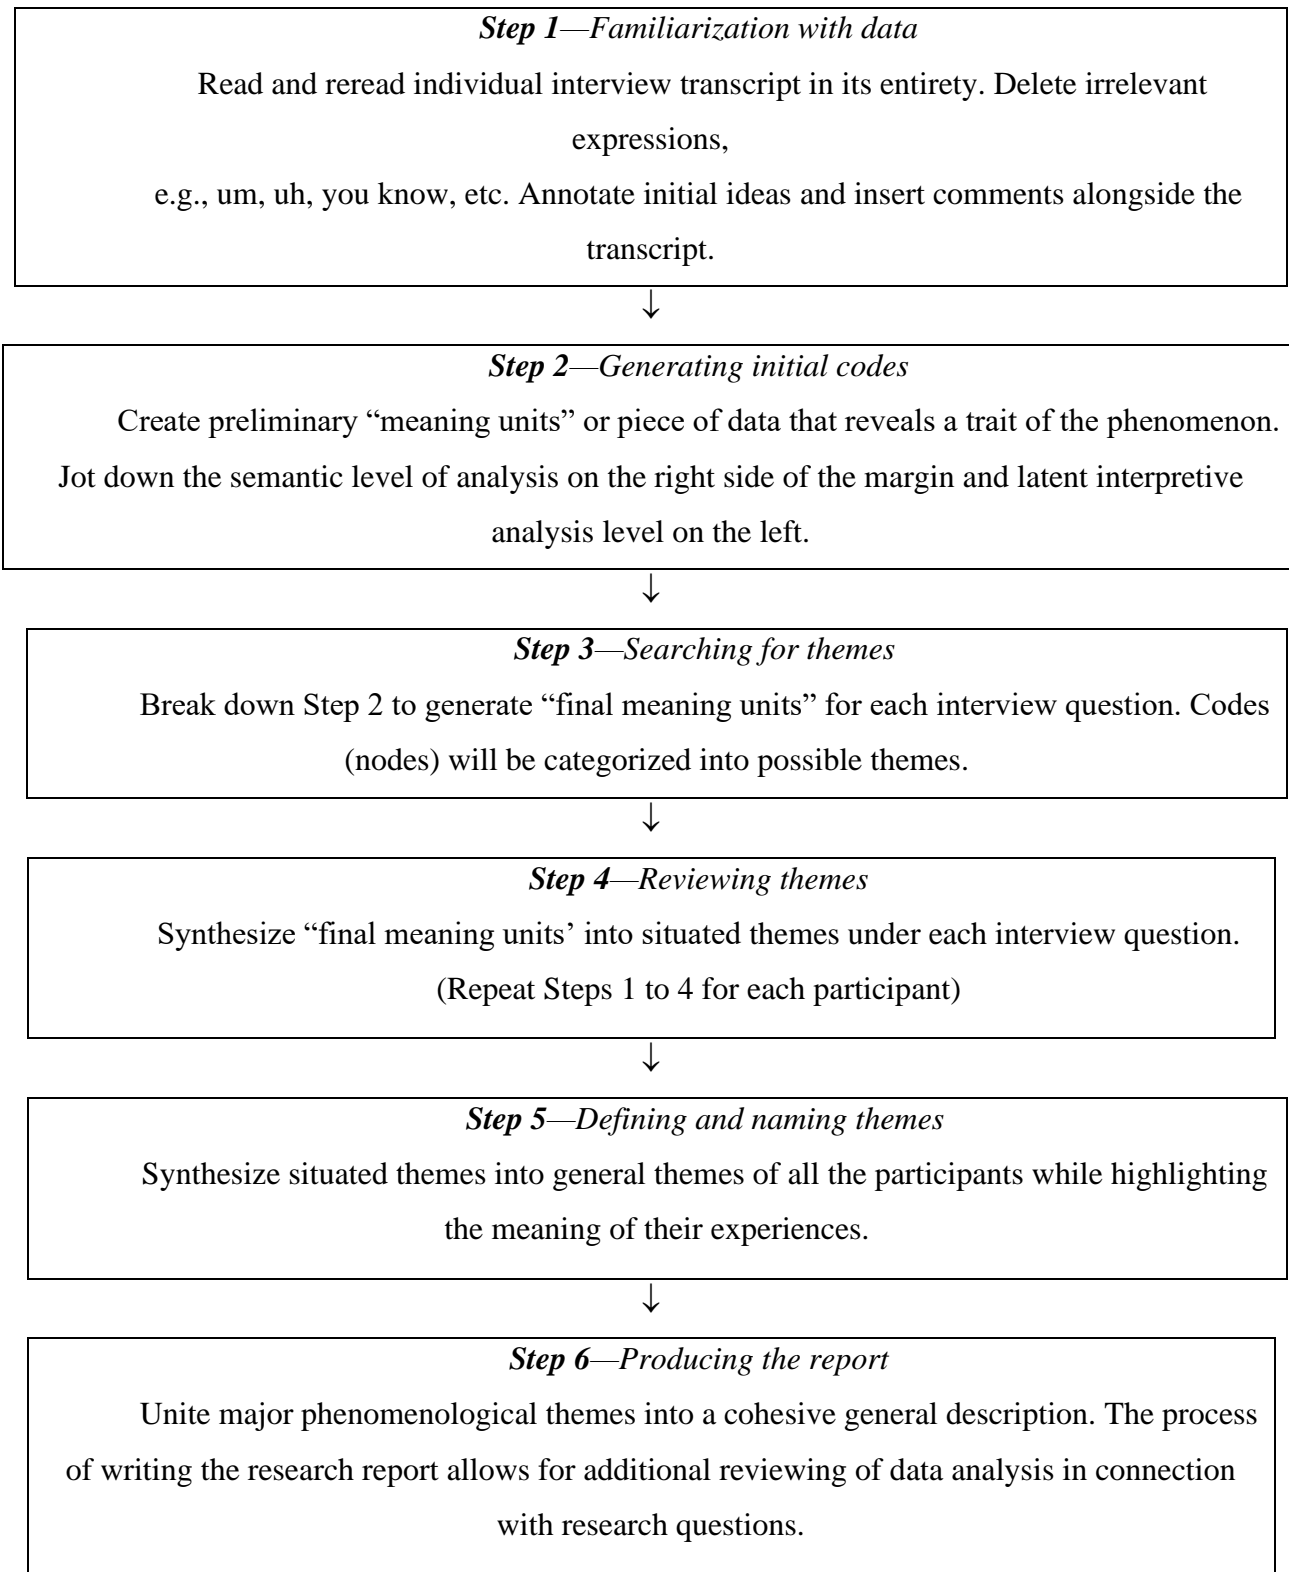 Step 1—Familiarization with data
Read and reread individual interview transcript in its entirety. Delete irrelevant
expressions,
e.g., um, uh, you know, etc. Annotate initial ideas and insert comments alongside the
transcript.
↓
Step 2—Generating initial codes
Create preliminary “meaning units” or piece of data that reveals a trait of the phenomenon.
Jot down the semantic level of analysis on the right side of the margin and latent interpretive
analysis level on the left.
↓
Step 3—Searching for themes
Break down Step 2 to generate “final meaning units” for each interview question. Codes
(nodes) will be categorized into possible themes.
↓
Step 4—Reviewing themes
Synthesize “final meaning units’ into situated themes under each interview question.
(Repeat Steps 1 to 4 for each participant)
↓
Step 5—Defining and naming themes
Synthesize situated themes into general themes of all the participants while highlighting
the meaning of their experiences.
↓
Step 6—Producing the report
Unite major phenomenological themes into a cohesive general description. The process
of writing the research report allows for additional reviewing of data analysis in connection
with research questions.